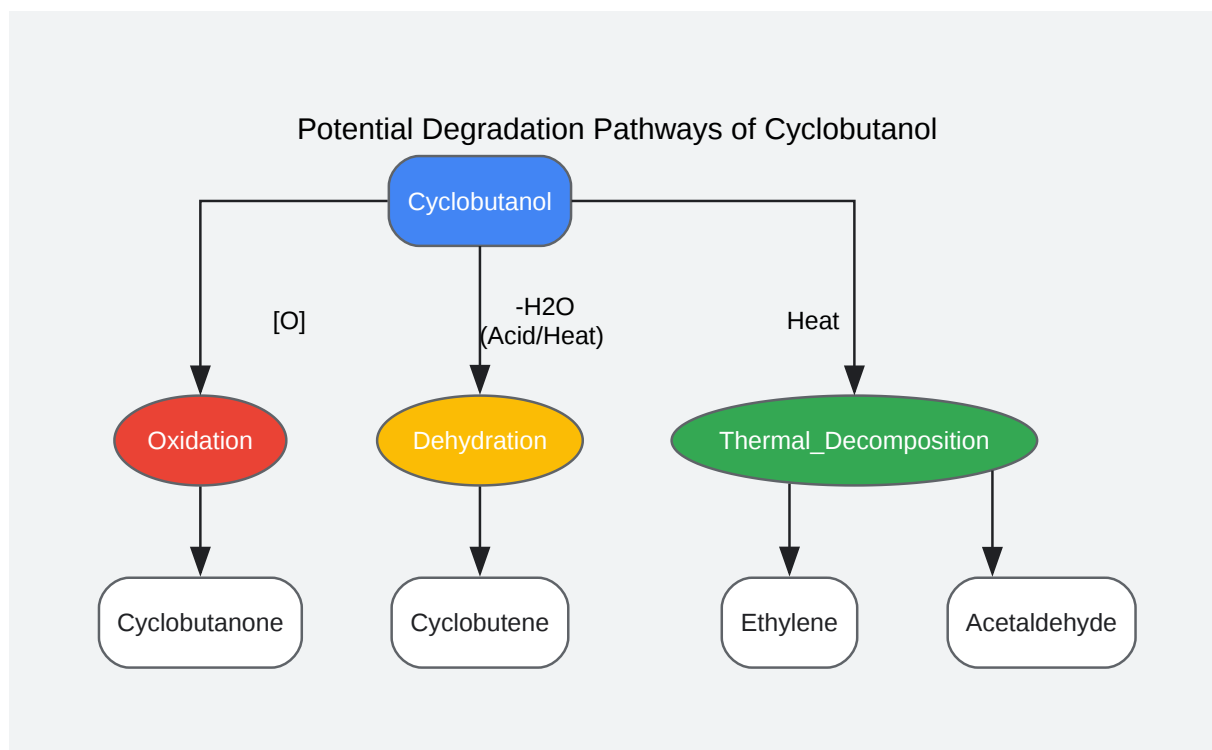 Potential Degradation Pathways of Cyclobutanol
Cyclobutanol
[O]
-H2O
(Acid/Heat)
Heat
Oxidation
Dehydration
Thermal_Decomposition
Cyclobutanone
Cyclobutene
Ethylene
Acetaldehyde